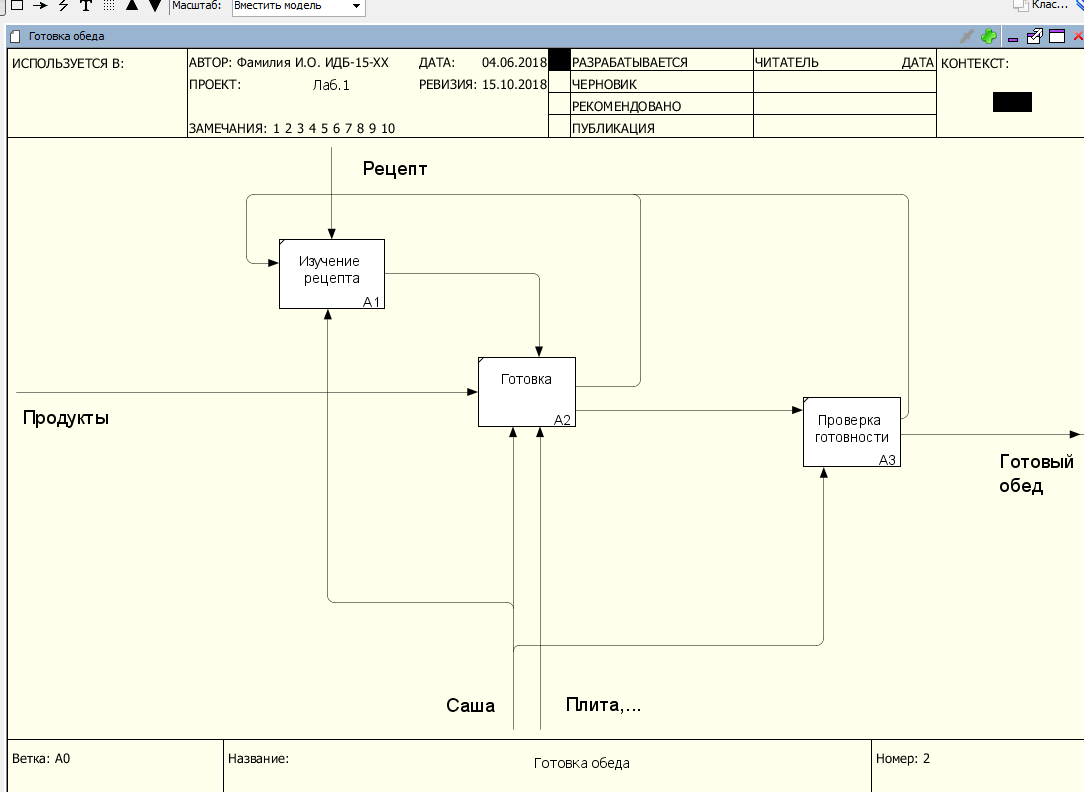 Масштаб: Вместить модель Клас...
Готовка обеда
ИСПОЛЬЗУЕТСЯ В:
АВТОР: Фамилия И.О. ИДБ-15-ХХ ДАТА: 04.06.2018
ПРОЕКТ: Лаб.1 РЕВИЗИЯ: 15.10.2018
ЗАМЕЧАНИЯ: 1 2 3 4 5 6 7 8 9 10
РАЗРАБАТЫВАЕТСЯ
ЧЕРНОВИК
РЕКОМЕНДОВАНО
ПУБЛИКАЦИЯ
ЧИТАТЕЛЬ ДАТА
КОНТЕКСТ:
Рецепт
Изучение
рецепта
A1
Готовка
A2
Продукты
Проверка
готовности
A3
Готовый
обед
Саша
Плита,...
Ветка: A0
Название: Готовка обеда
Номер: 2